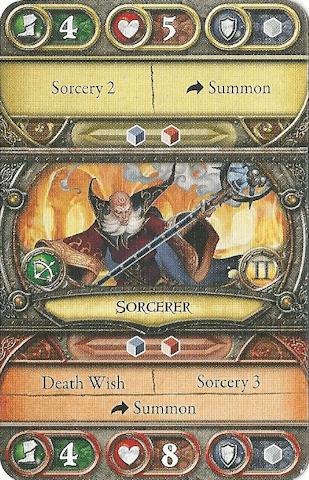 4 5
Sorcery 2 Summon
II
SORCERER
Death Wish Sorcery 3
Summon
4 8